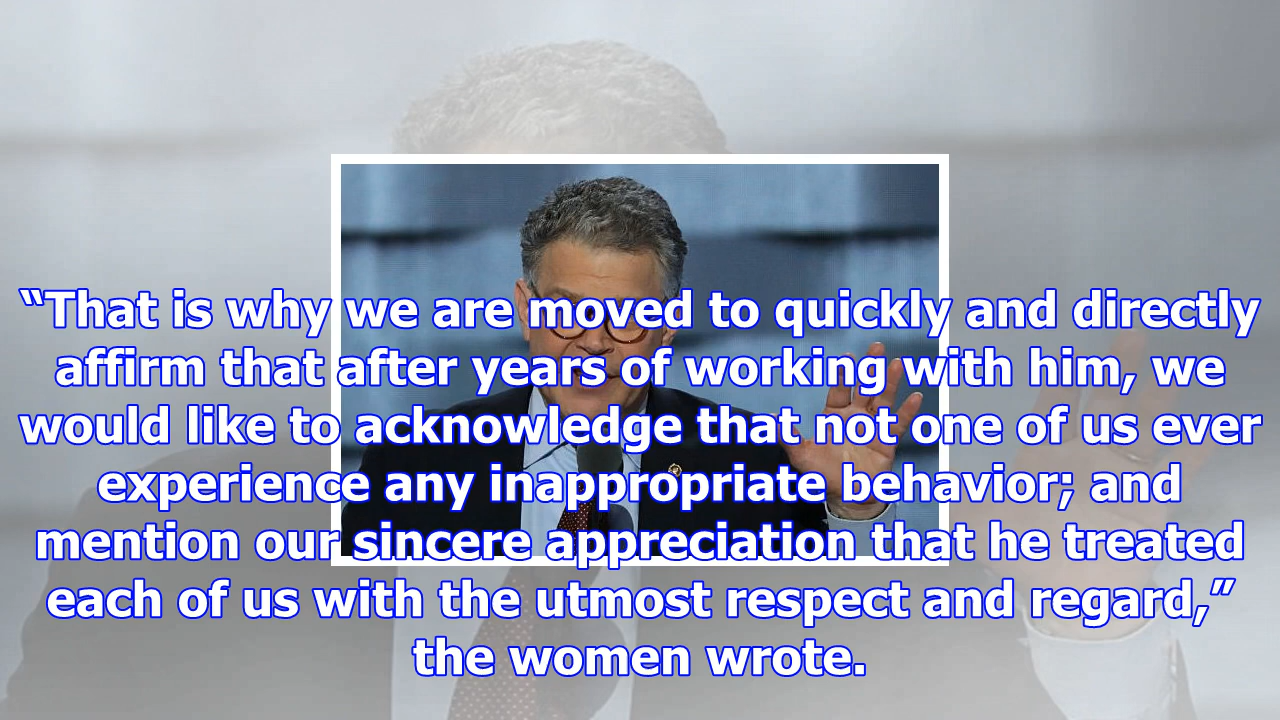 “That is why we are moved to quickly and directly
affirm that after years of working with him, we
would like to acknowledge that not one of us ever
experience any inappropriate behavior; and
mention our sincere appreciation that he treated
each of us with the utmost respect and regard,”
the women wrote.